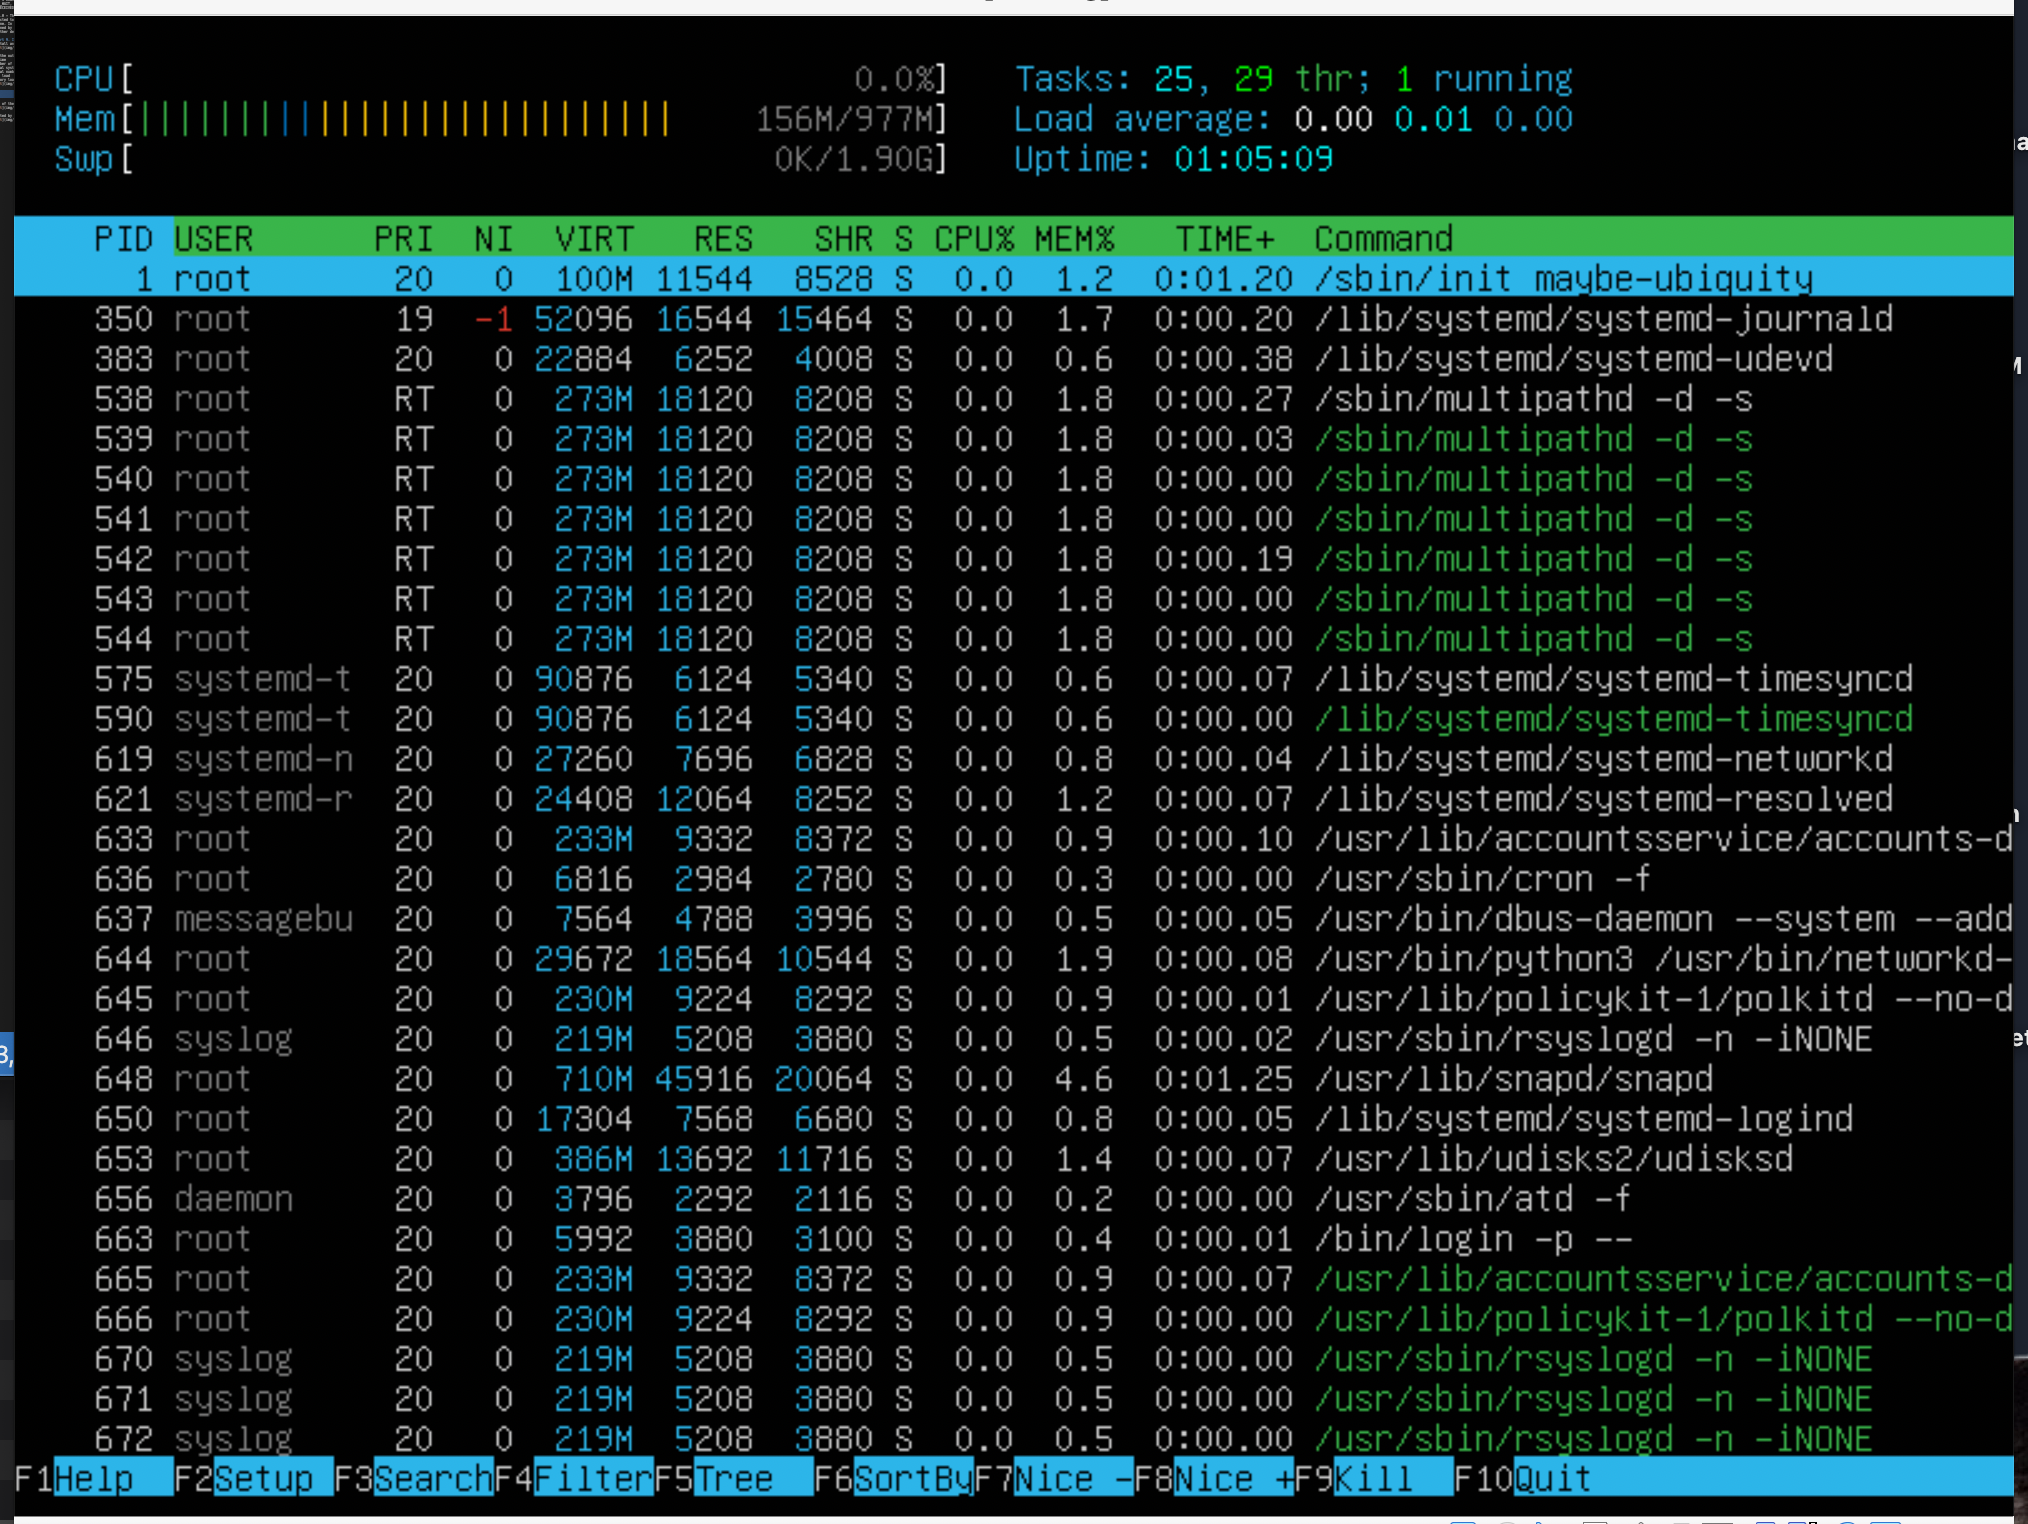 CPU[ 0.0%] Tasks: 25, 29 thr; 1 running
Mem[|||||||||||||||||||||||||||156M/977M] Load average: 0.00 0.01 0.00
Swp[ 0K/1.90G] Uptime: 01:05:09
PID USER PRI NI VIRT RES SHR S CPU% MEM% TIME+ Command
1 root 20 0 100M 11544 8528 S 0.0 1.2 0:01.20 /sbin/init maybe-ubiquity
350 root 19 -1 52096 16544 15464 S 0.0 1.7 0:00.20 /lib/systemd/systemd-journald
383 root 20 0 22884 6252 4008 S 0.0 0.6 0:00.38 /lib/systemd/systemd-udevd
538 root RT 0 273M 18120 8208 S 0.0 1.8 0:00.27 /sbin/multipathd -d -s
539 root RT 0 273M 18120 8208 S 0.0 1.8 0:00.03 /sbin/multipathd -d -s
540 root RT 0 273M 18120 8208 S 0.0 1.8 0:00.00 /sbin/multipathd -d -s
541 root RT 0 273M 18120 8208 S 0.0 1.8 0:00.00 /sbin/multipathd -d -s
542 root RT 0 273M 18120 8208 S 0.0 1.8 0:00.19 /sbin/multipathd -d -s
543 root RT 0 273M 18120 8208 S 0.0 1.8 0:00.00 /sbin/multipathd -d -s
544 root RT 0 273M 18120 8208 S 0.0 1.8 0:00.00 /sbin/multipathd -d -s
575 systemd-t 20 0 90876 6124 5340 S 0.0 0.6 0:00.07 /lib/systemd/systemd-timesyncd
590 systemd-t 20 0 90876 6124 5340 S 0.0 0.6 0:00.00 /lib/systemd/systemd-timesyncd
619 systemd-n 20 0 27260 7696 6828 S 0.0 0.8 0:00.04 /lib/systemd/systemd-networkd
621 systemd-r 20 0 24408 12064 8252 S 0.0 1.2 0:00.07 /lib/systemd/systemd-resolved
633 root 20 0 233M 9332 8372 S 0.0 0.9 0:00.10 /usr/lib/accountsservice/accounts-d
636 root 20 0 6816 2984 2780 S 0.0 0.3 0:00.00 /usr/sbin/cron -f
637 messagebu 20 0 7564 4788 3996 S 0.0 0.5 0:00.05 /usr/bin/dbus-daemon --system --add
644 root 20 0 29672 18564 10544 S 0.0 1.9 0:00.08 /usr/bin/python3 /usr/bin/networkd-
645 root 20 0 230M 9224 8292 S 0.0 0.9 0:00.01 /usr/lib/policykit-1/polkitd --no-d
646 syslog 20 0 219M 5208 3880 S 0.0 0.5 0:00.02 /usr/sbin/rsyslogd -n -iNONE
648 root 20 0 710M 45916 20064 S 0.0 4.6 0:01.25 /usr/lib/snapd/snapd
650 root 20 0 17304 7568 6680 S 0.0 0.8 0:00.05 /lib/systemd/systemd-logind
653 root 20 0 386M 13692 11716 S 0.0 1.4 0:00.07 /usr/lib/udisks2/udisksd
656 daemon 20 0 3796 2292 2116 S 0.0 0.2 0:00.00 /usr/sbin/atd -f
663 root 20 0 5992 3880 3100 S 0.0 0.4 0:00.01 /bin/login -p --
665 root 20 0 233M 9332 8372 S 0.0 0.9 0:00.07 /usr/lib/accountsservice/accounts-d
666 root 20 0 230M 9224 8292 S 0.0 0.9 0:00.00 /usr/lib/policykit-1/polkitd --no-d
670 syslog 20 0 219M 5208 3880 S 0.0 0.5 0:00.00 /usr/sbin/rsyslogd -n -iNONE
671 syslog 20 0 219M 5208 3880 S 0.0 0.5 0:00.00 /usr/sbin/rsyslogd -n -iNONE
672 syslog 20 0 219M 5208 3880 S 0.0 0.5 0:00.00 /usr/sbin/rsyslogd -n -iNONE
F1Help F2Setup F3SearchF4FilterF5Tree F6SortByF7Nice -F8Nice +F9Kill F10Quit